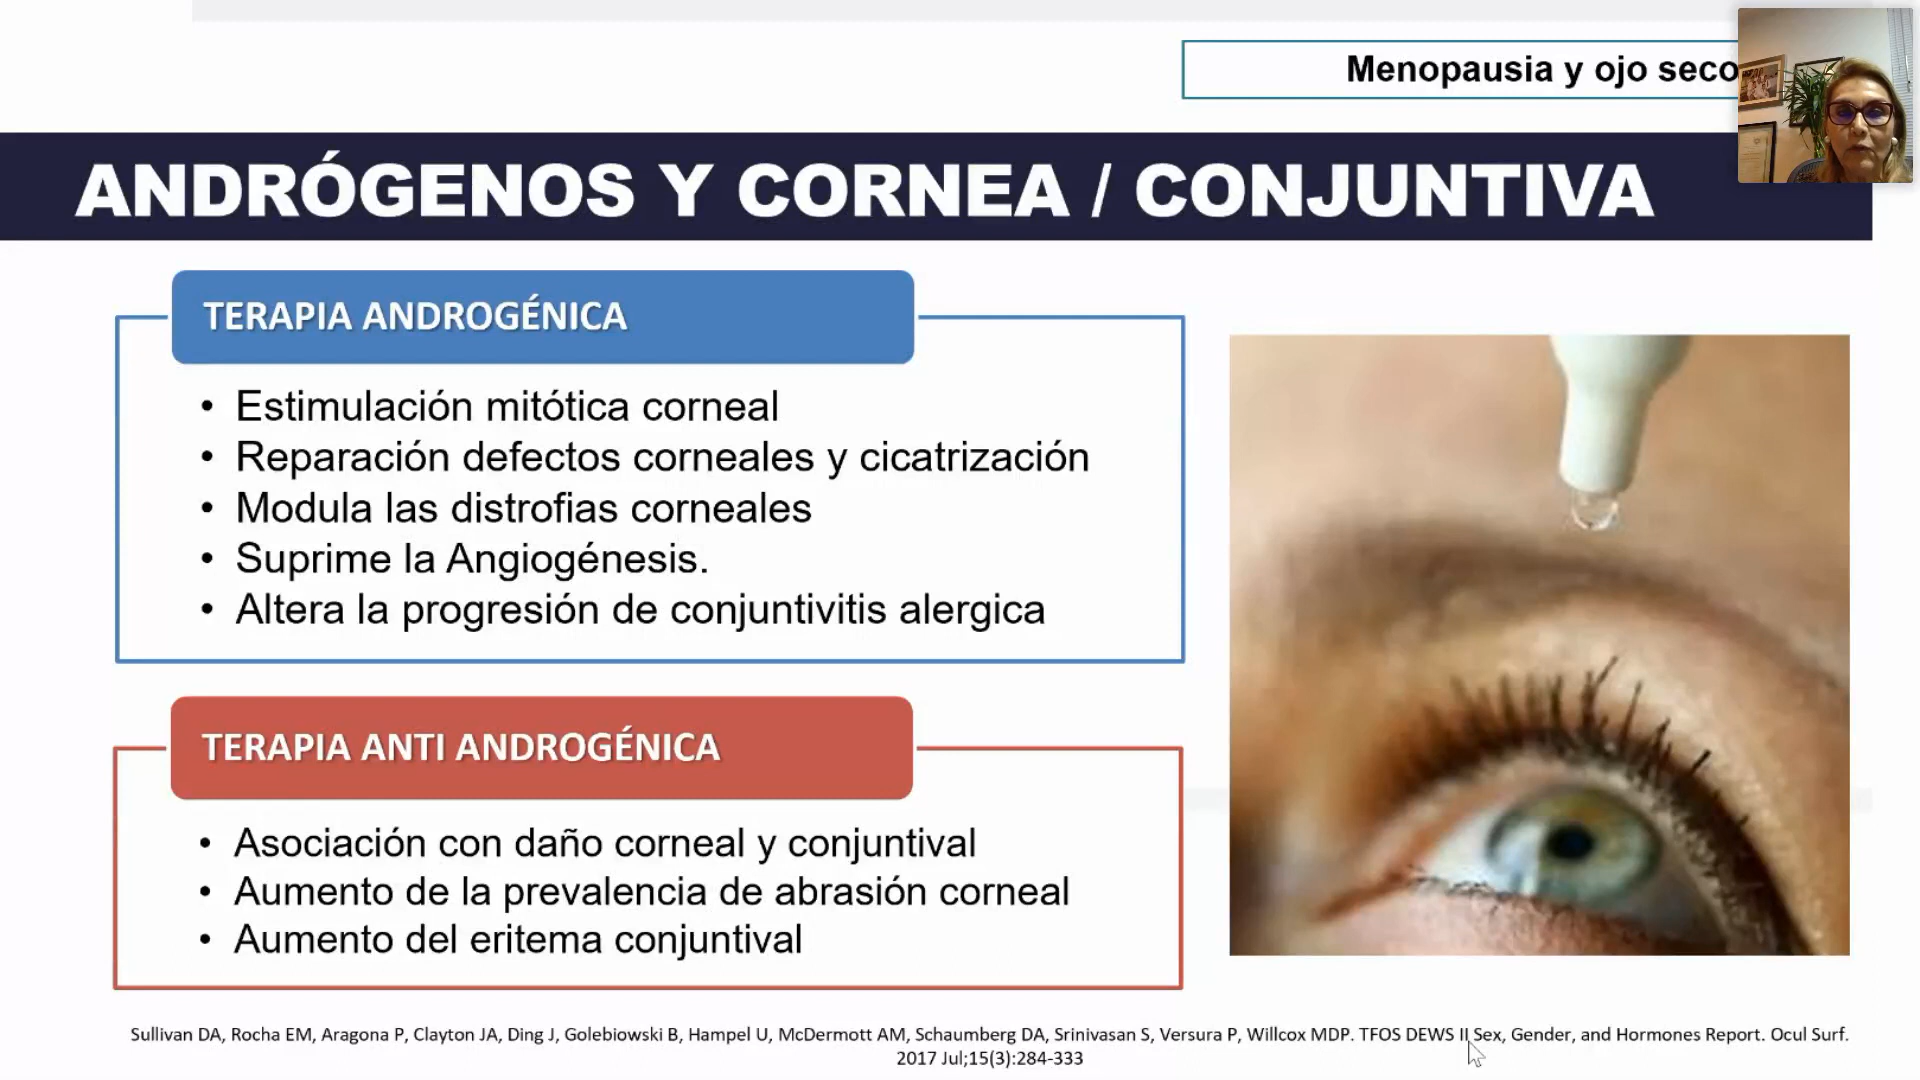 Menopausia y ojo seco
ANDRÓGENOS Y CORNEA / CONJUNTIVA
TERAPIA ANDROGÉNICA
• Estimulación mitótica corneal
• Reparación defectos corneales y cicatrización
• Modula las distrofias corneales
• Suprime la Angiogénesis.
• Altera la progresión de conjuntivitis alergica
TERAPIA ANTI ANDROGÉNICA
• Asociación con daño corneal y conjuntival
• Aumento de la prevalencia de abrasión corneal
• Aumento del eritema conjuntival
Sullivan DA, Rocha EM, Aragona P, Clayton JA, Ding J, Golebiowski B, Hampel U, McDermott AM, Schaumberg DA, Srinivasan S, Versura P, Willcox MDP. TFOS DEWS II Sex, Gender, and Hormones Report. Ocul Surf.
2017 Jul;15(3):284-333